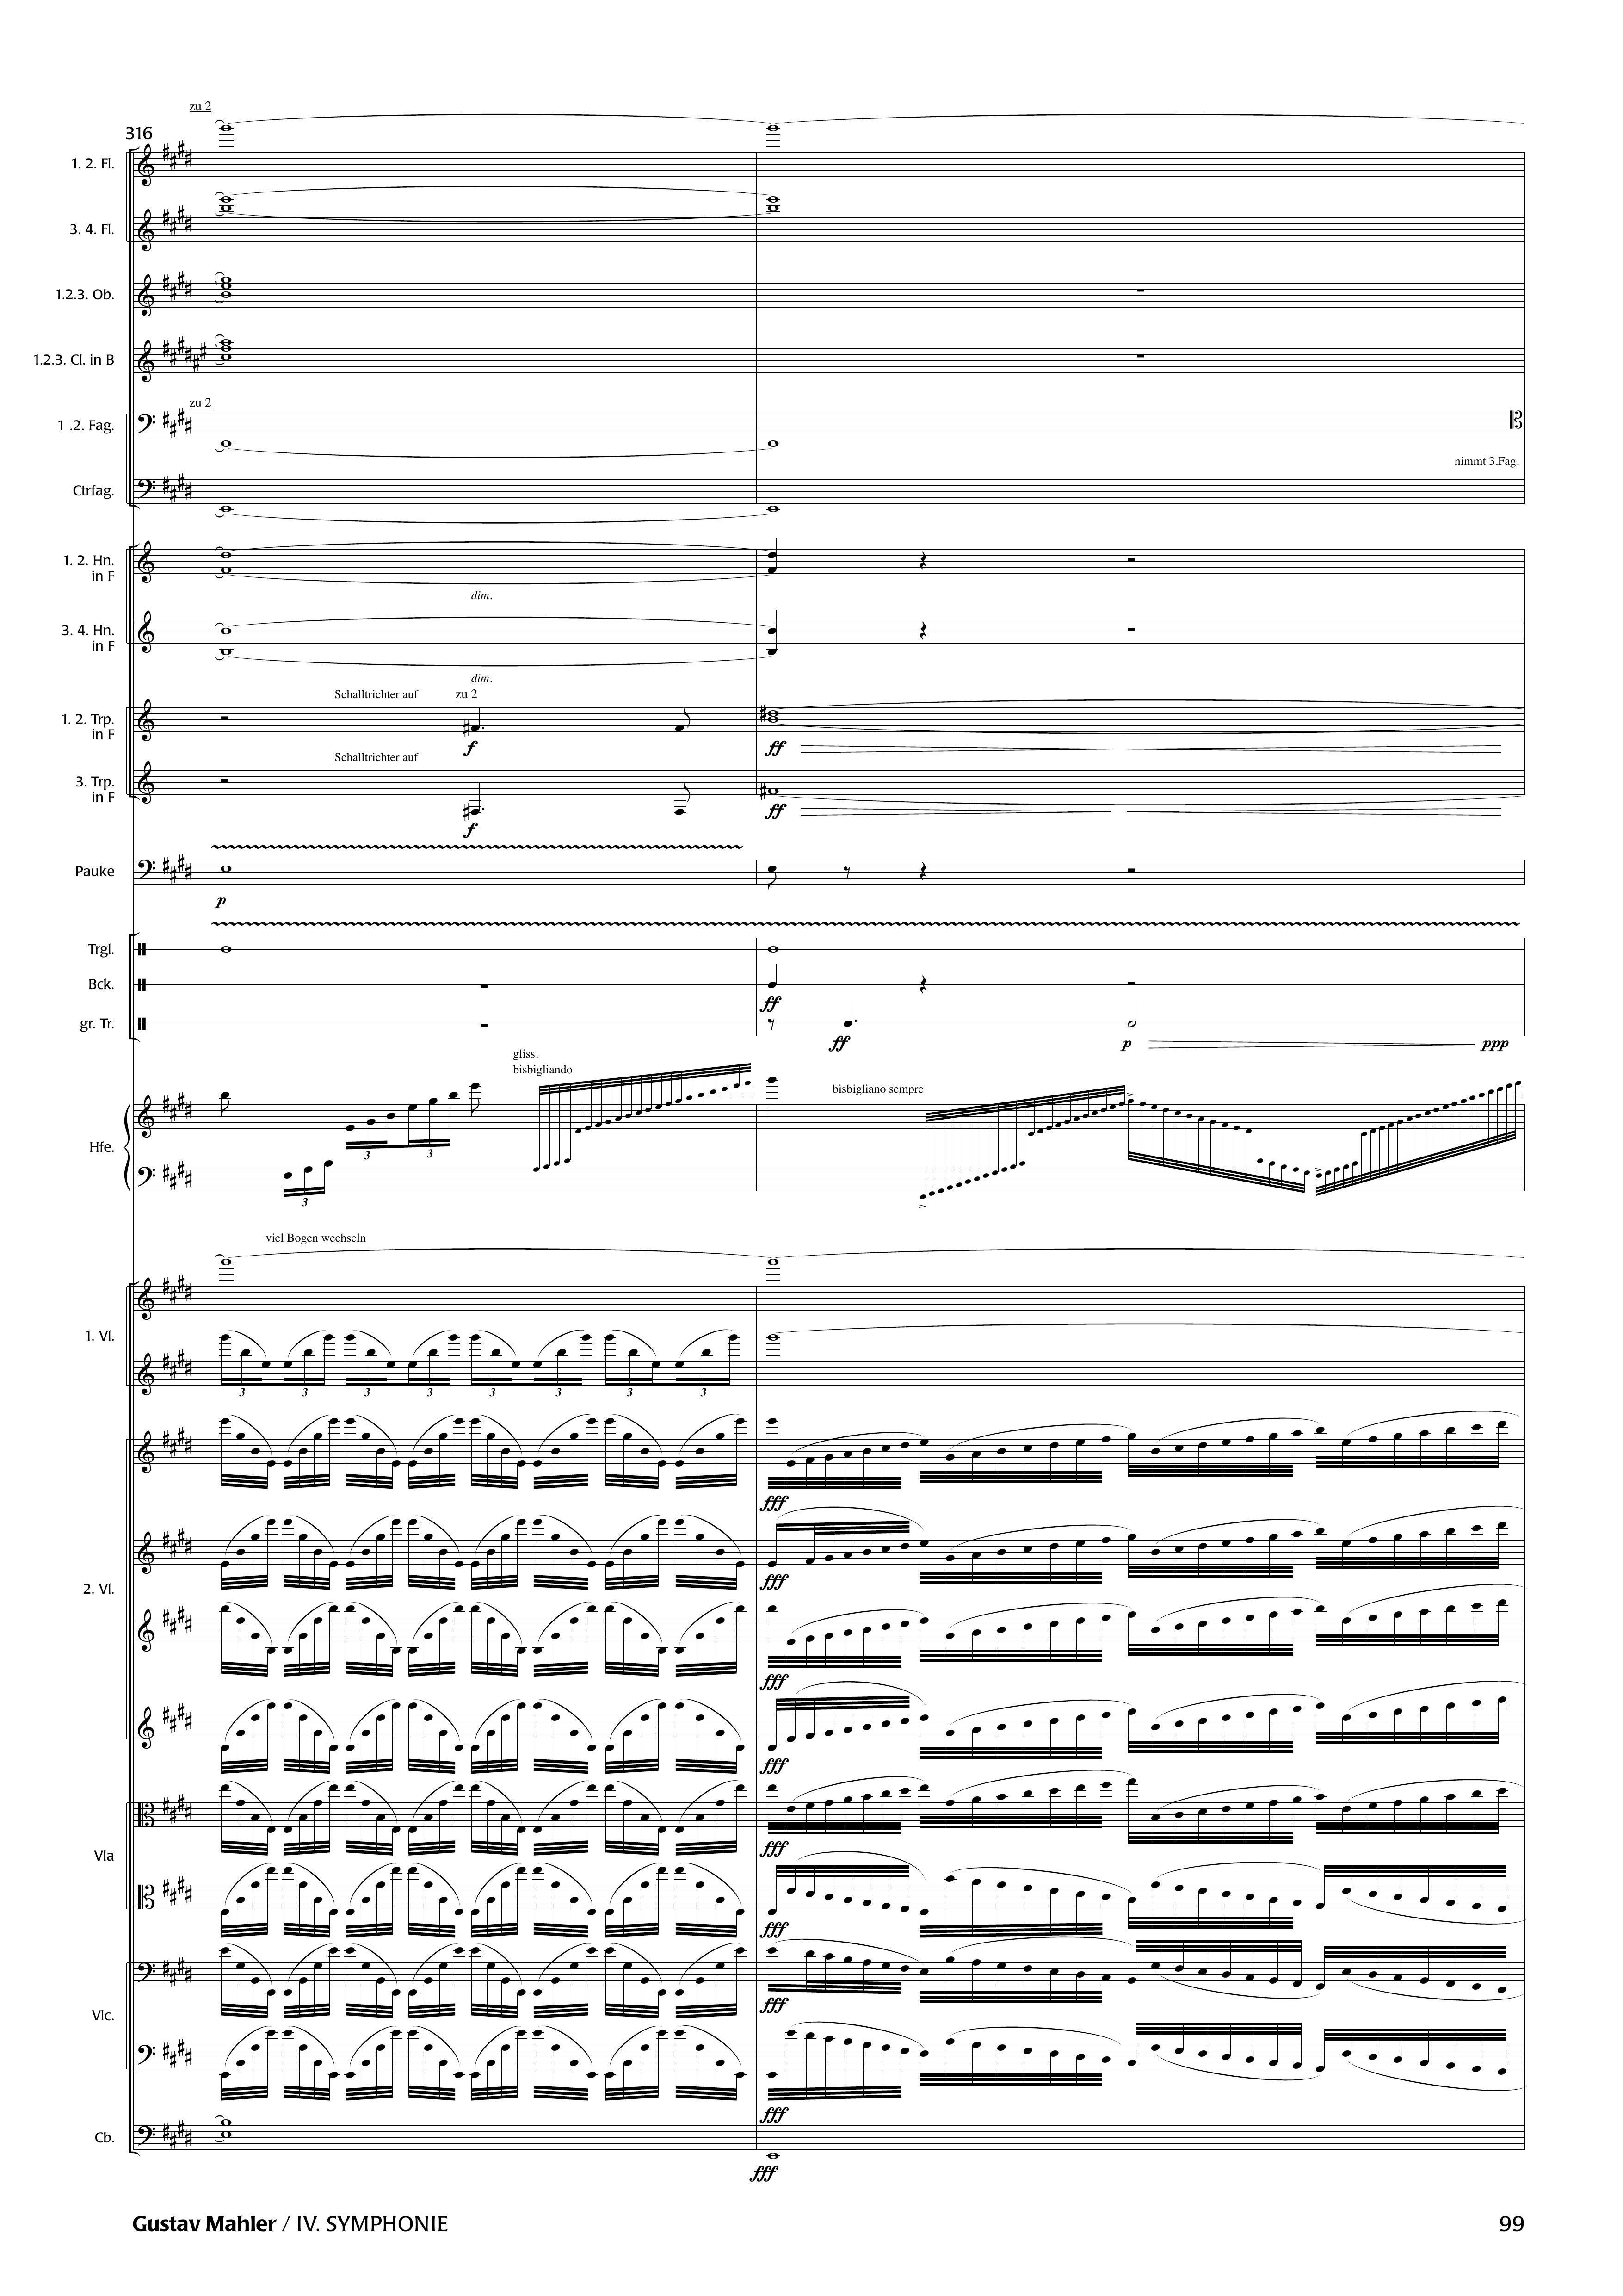 zu 2
316
1. 2. Fl.
3. 4. Fl.
1.2.3. Ob.
1.2.3. Cl. in B
zu 2
1 .2. Fag.
nimmt 3.Fag.
Ctrfag.
1. 2. Hn.
in F
dim.
3. 4. Hn.
in F
dim.
Schalltrichter auf zu 2
1. 2. Trp.
in F
f ff
Schalltrichter auf
3. Trp.
in F
f ff
Pauke
p
Trgl.
Bck.
ff
gr. Tr.
ff p ppp
gliss.
bisbigliando
bisbigliano sempre
Hfe.
3 3
3
viel Bogen wechseln
1. Vl.
3 3 3 3 3 3 3 3
fff
fff
2. Vl.
fff
fff
fff
Vla
fff
fff
Vlc.
fff
Cb.
fff
Gustav Mahler / IV. SYMPHONIE 99